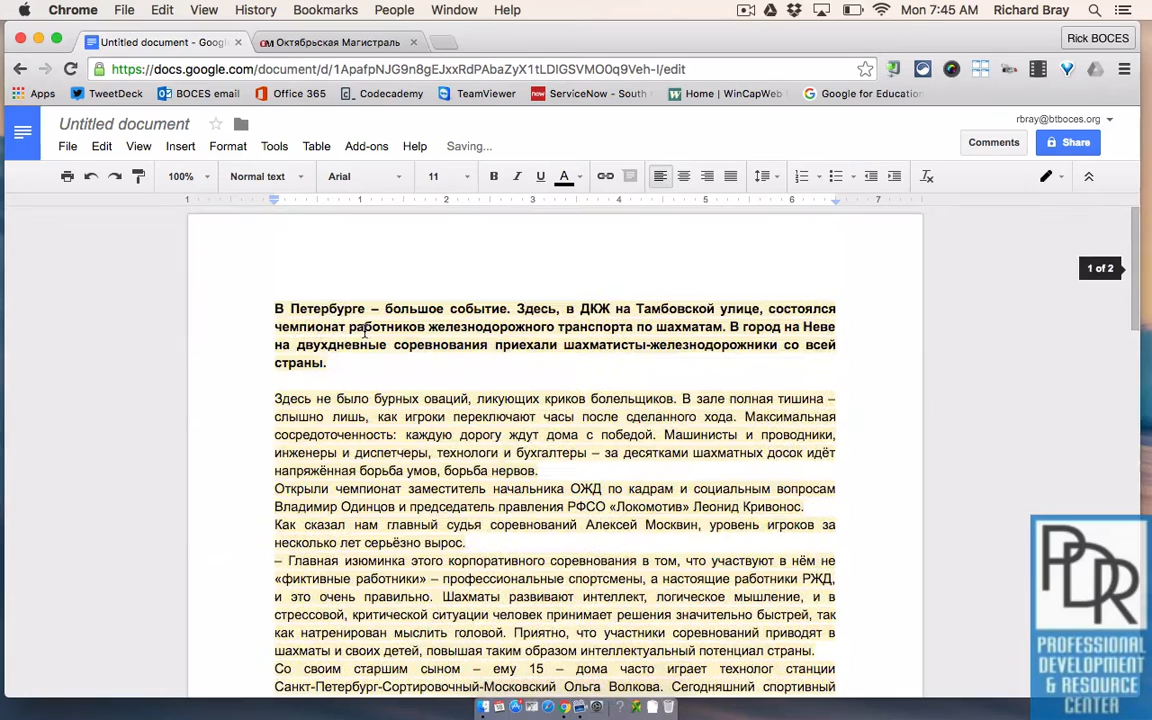 Chrome File Edit View History Bookmarks People Window Help Mon 7:45 AM Richard Bray
Untitled document - Goog Октябрьская Магистраль Rick BOCES
https://docs.google.com/document/d/1ApafpNJG9n8gEJxxRdPAbaZyX1tLDIGSVMO0q9Veh-I/edit
Apps TweetDeck BOCES email Office 365 Codecademy TeamViewer now ServiceNow - South Home | WinCapWeb Google for Education
Untitled document rbray@btboces.org
File Edit View Insert Format Tools Table Add-ons Help Saving... Comments Share
100% Normal text Arial 11 B I U A
1 1 2 3 4 5 6 7
1 of 2
В Петербурге – большое событие. Здесь, в ДКЖ на Тамбовской улице, состоялся
чемпионат работников железнодорожного транспорта по шахматам. В город на Неве
на двухдневные соревнования приехали шахматисты-железнодорожники со всей
страны.
Здесь не было бурных оваций, ликующих криков болельщиков. В зале полная тишина –
слышно лишь, как игроки переключают часы после сделанного хода. Максимальная
сосредоточенность: каждую дорогу ждут дома с победой. Машинисты и проводники,
инженеры и диспетчеры, технологи и бухгалтеры – за десятками шахматных досок идёт
напряжённая борьба умов, борьба нервов.
Открыли чемпионат заместитель начальника ОЖД по кадрам и социальным вопросам
Владимир Одинцов и председатель правления РФСО «Локомотив» Леонид Кривонос.
Как сказал нам главный судья соревнований Алексей Москвин, уровень игроков за
несколько лет серьёзно вырос.
– Главная изюминка этого корпоративного соревнования в том, что участвуют в нём не
«фиктивные работники» – профессиональные спортсмены, а настоящие работники РЖД,
и это очень правильно. Шахматы развивают интеллект, логическое мышление, и в
стрессовой, критической ситуации человек принимает решения значительно быстрей, так
как натренирован мыслить головой. Приятно, что участники соревнований приводят в
шахматы и своих детей, повышая таким образом интеллектуальный потенциал страны.
Со своим старшим сыном – ему 15 – дома часто играет технолог станции
Санкт-Петербург-Сортировочный-Московский Ольга Волкова. Сегодняшний спортивный
PDR
PROFESSIONAL
DEVELOPMENT
& RESOURCE
CENTER